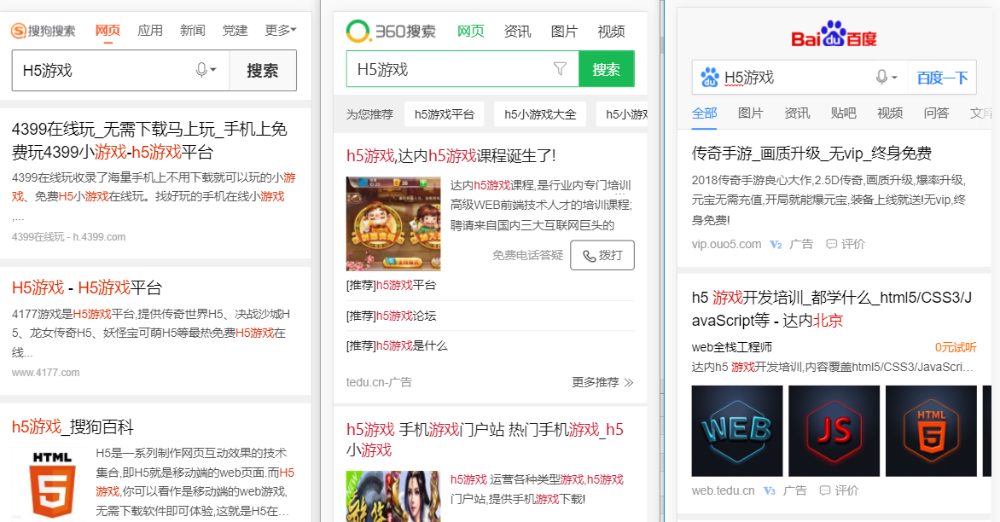 搜狗搜索 网页 应用 新闻 党建 更多
H5游戏 搜索
4399在线玩_无需下载马上玩_手机上免
费玩4399小游戏-h5游戏平台
4399在线玩收录了海量手机上不用下载就可以玩的小游
戏、免费H5小游戏在线玩。找好玩的手机在线小游戏
,...
4399在线玩 - h.4399.com
H5游戏 - H5游戏平台
4177游戏是H5游戏平台,提供传奇世界H5、决战沙城H
5、龙女传奇H5、妖怪宝可萌H5等最热免费H5游戏在
线...
www.4177.com
h5游戏_搜狗百科
HTML
5
H5是一系列制作网页互动效果的技术
集合,即H5就是移动端的web页面.而H5
游戏,你可以看作是移动端的web游戏,
无需下载软件即可体验,这就是H5在…
360搜索 网页 资讯 图片 视频
H5游戏 搜索
为您推荐 h5游戏平台 h5小游戏大全 h5小游戏
h5游戏,达内h5游戏课程诞生了!
达内h5游戏课程,是行业内专门培训
高级WEB前端技术人才的培训课程;
聘请来自国内三大互联网巨头的
免费电话答疑 拨打
[推荐]h5游戏平台
[推荐]h5游戏论坛
[推荐]h5游戏是什么
tedu.cn-广告 更多推荐
h5游戏 手机游戏门户站 热门手机游戏_h5
小游戏
h5游戏 运营各种类型游戏,h5游戏
门户站,提供手机游戏下载!
Bai du 百度
du H5游戏 百度一下
全部 图片 资讯 贴吧 视频 问答 文库
传奇手游_画质升级_无vip_终身免费
2018传奇手游良心大作,2.5D传奇,画质升级,爆率升级,
元宝无需充值,开局就能爆元宝,装备上线就送!无vip,终
身免费!
vip.ouo5.com V2 广告 评价
h5 游戏开发培训_都学什么_html5/CSS3/J
avaScript等 - 达内北京
web全栈工程师 0元试听
达内h5 游戏开发培训,内容覆盖html5/CSS3/JavaScri…
WEB JS HTML 5
web.tedu.cn V3 广告 评价